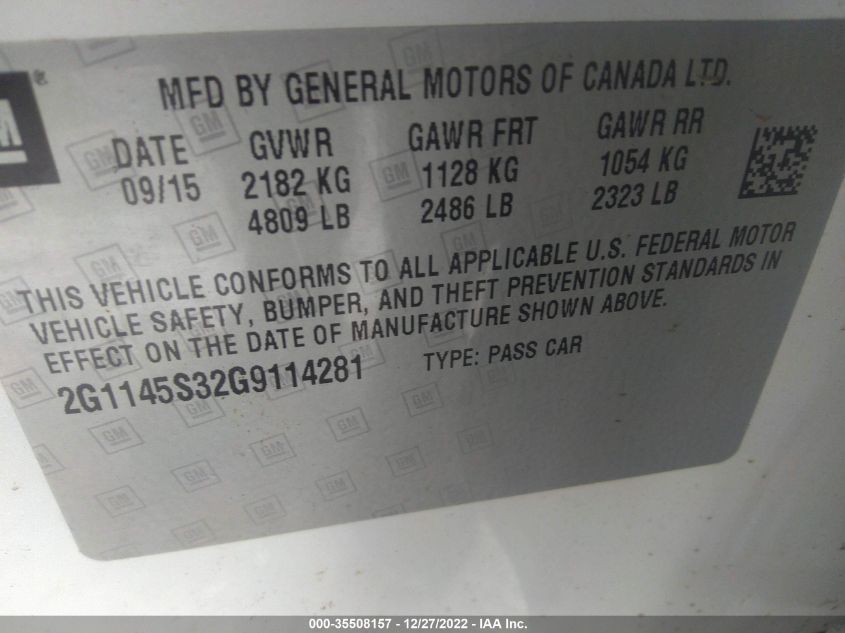 GM
®
MFD BY GENERAL MOTORS OF CANADA LTD.
DATE GVWR GAWR FRT GAWR RR
09/15 2182 KG 1128 KG 1054 KG
4809 LB 2486 LB 2323 LB
THIS VEHICLE CONFORMS TO ALL APPLICABLE U.S. FEDERAL MOTOR
VEHICLE SAFETY, BUMPER, AND THEFT PREVENTION STANDARDS IN
EFFECT ON THE DATE OF MANUFACTURE SHOWN ABOVE.
2G1145S32G9114281 TYPE: PASS CAR
000-35508157 - 12/27/2022 - IAA Inc.